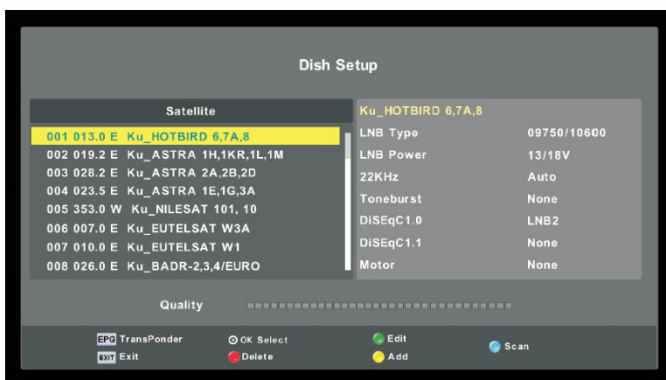 Dish Setup
Satellite
001 013.0 E Ku_HOTBIRD 6,7A,8
002 019.2 E Ku_ASTRA 1H,1KR,1L,1M
003 028.2 E Ku_ASTRA 2A,2B,2D
004 023.5 E Ku_ASTRA 1E,1G,3A
005 353.0 W Ku_NILESAT 101, 10
006 007.0 E Ku_EUTELSAT W3A
007 010.0 E Ku_EUTELSAT W1
008 026.0 E Ku_BADR-2,3,4/EURO
Ku_HOTBIRD 6,7A,8
LNB Type 09750/10600
LNB Power 13/18V
22KHz Auto
Toneburst None
DiSEqC1.0 LNB2
DiSEqC1.1 None
Motor None
Quality
EPG TransPonder OK Select Edit Scan
EXIT Exit Delete Add